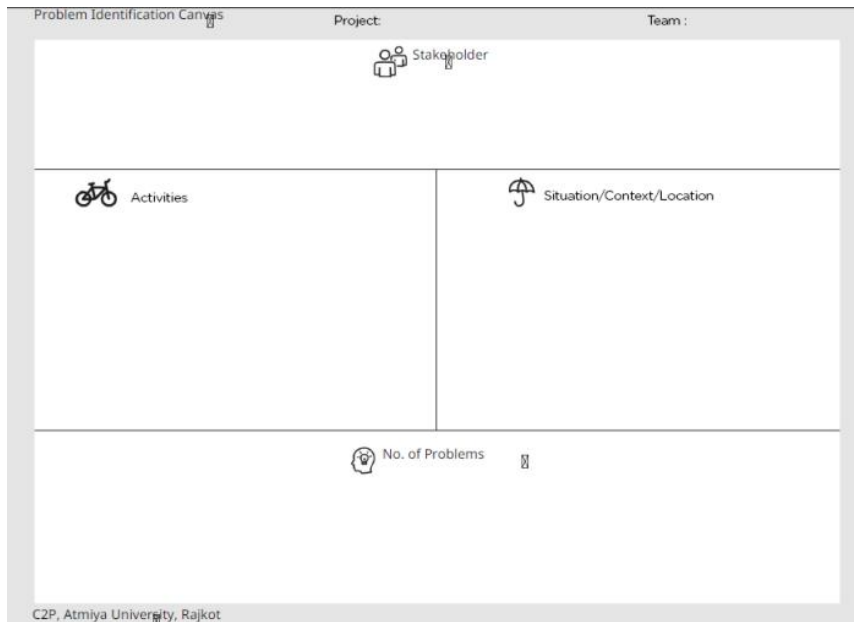 Problem Identification Canvas Project: Team :
Stakeholder
Activities Situation/Context/Location
No. of Problems
C2P, Atmiya University, Rajkot